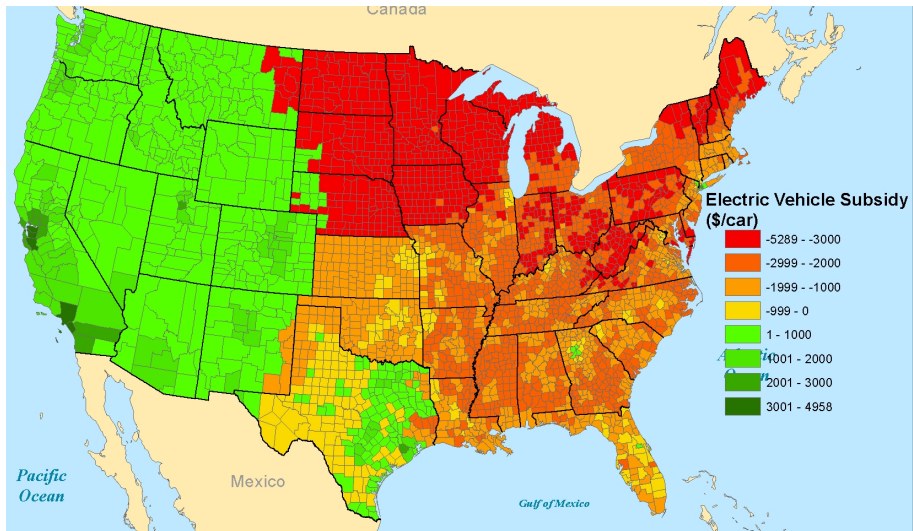 Canada
Electric Vehicle Subsidy
($/car)
-5289 - -3000
-2999 - -2000
-1999 - -1000
-999 - 0
1 - 1000
1001 - 2000
2001 - 3000
3001 - 4958
Pacific
Ocean
Mexico
Gulf of Mexico